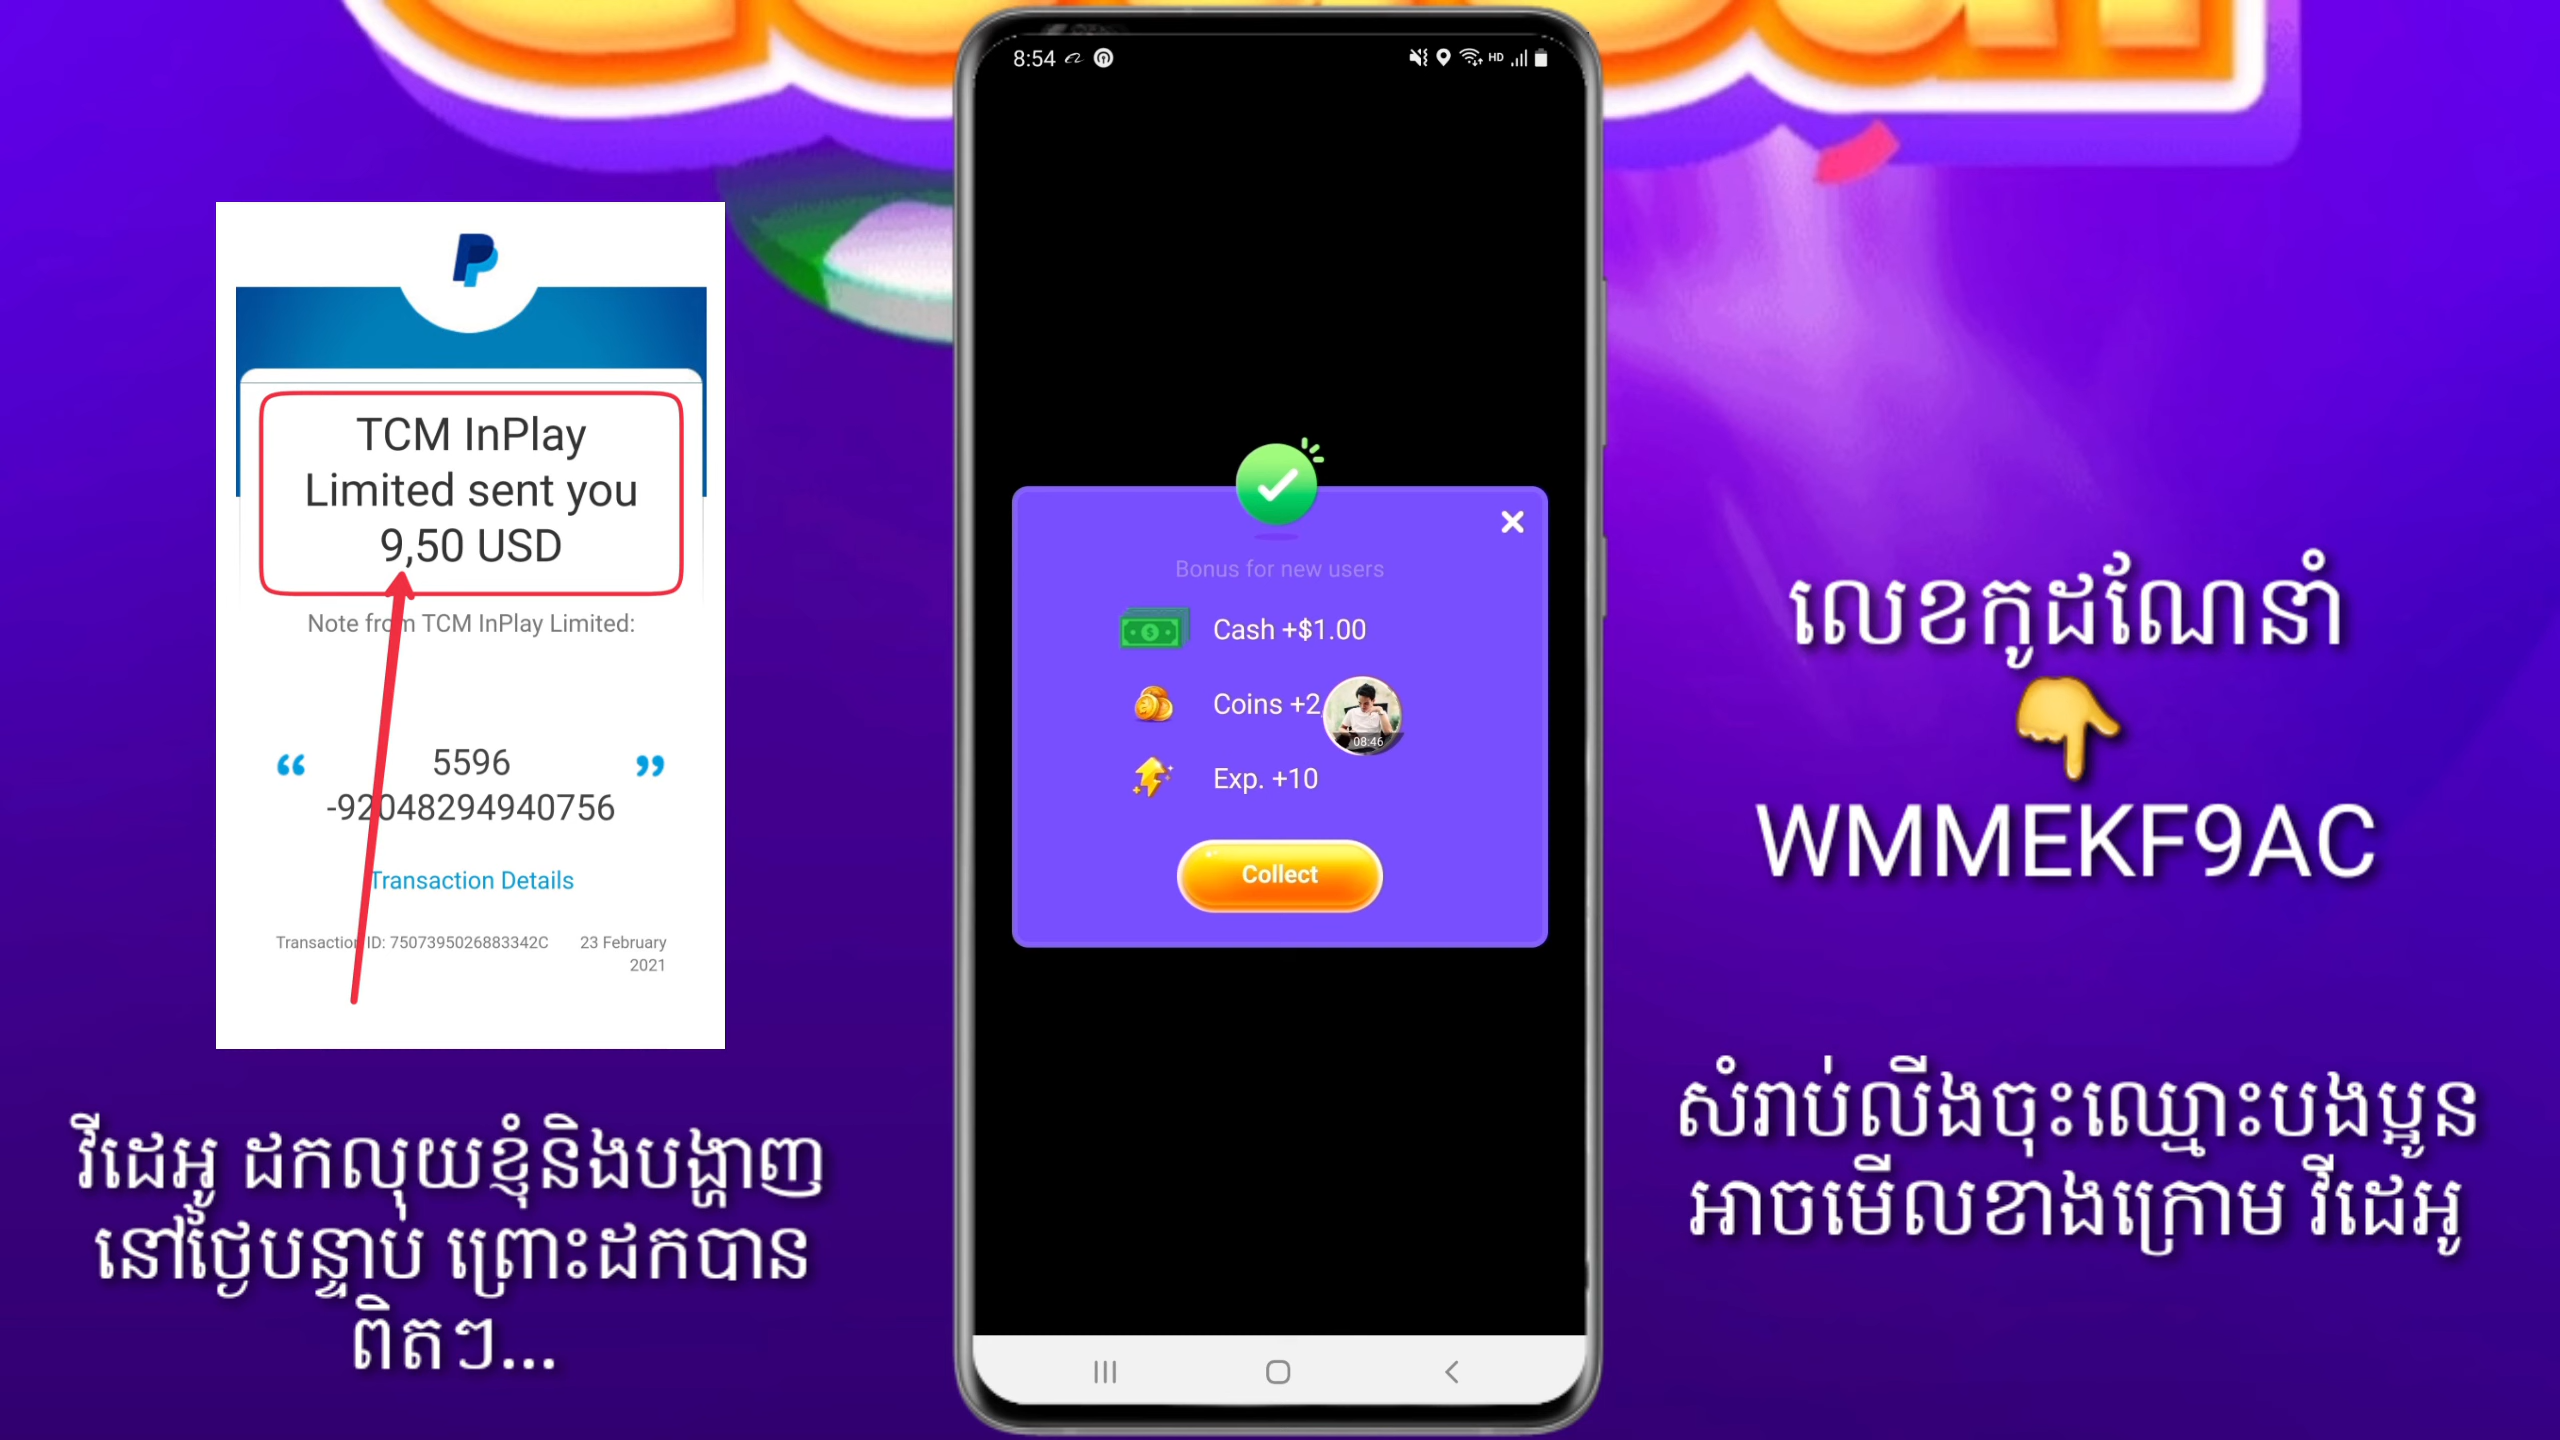 8:54
HD
TCM InPlay
Limited sent you
9,50 USD
Note from TCM InPlay Limited:
“ 5596 ”
-92048294940756
Transaction Details
Transaction ID: 7507395026883342C 23 February
2021
វីដេអូ ដកលុយខ្ញុំនិងបង្ហាញ
នៅថ្ងៃបន្ទាប់ ព្រោះដកបាន
ពិតៗ...
Bonus for new users
Cash +$1.00
Coins +2
08:46
Exp. +10
Collect
លេខកូដណែនាំ
WMMEKF9AC
សំរាប់លីងចុះឈ្មោះបងប្អូន
អាចមើលខាងក្រោម វីដេអូ